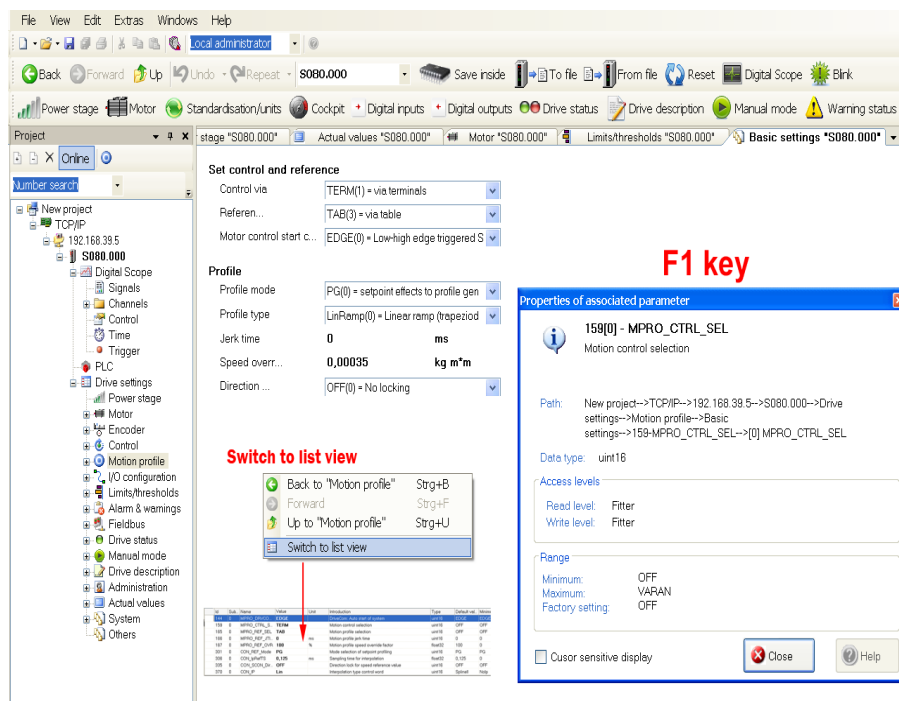 File View Edit Extras Windows Help
Local administrator
Back Forward Up Undo Repeat S080.000 Save inside To file From file Reset Digital Scope Blink
Power stage Motor Standardisation/units Cockpit Digital inputs Digital outputs Drive status Drive description Manual mode Warning status
Project
stage "S080.000" Actual values "S080.000" Motor "S080.000" Limits/thresholds "S080.000" Basic settings "S080.000"
Online
Number search
New project
TCP/IP
192.168.39.5
S080.000
Digital Scope
Signals
Channels
Control
Time
Trigger
PLC
Drive settings
Power stage
Motor
Encoder
Control
Motion profile
I/O configuration
Limits/thresholds
Alarm & warnings
Fieldbus
Drive status
Manual mode
Drive description
Administration
Actual values
System
Others
Set control and reference
Control via TERM(1) = via terminals
Referen... TAB(3) = via table
Motor control start c... EDGE(0) = Low-high edge triggered S
Profile
Profile mode PG(0) = setpoint effects to profile gen
Profile type LinRamp(0) = Linear ramp (trapeziod
Jerk time 0 ms
Speed overr... 0,00035 kg m*m
Direction ... OFF(0) = No locking
Switch to list view
Back to "Motion profile" Strg+B
Forward Strg+F
Up to "Motion profile" Strg+U
Switch to list view
F1 key
Properties of associated parameter
159[0] - MPRO_CTRL_SEL
Motion control selection
Path: New project-->TCP/IP-->192.168.39.5-->S080.000-->Drive
settings-->Motion profile-->Basic
settings-->159-MPRO_CTRL_SEL-->[0] MPRO_CTRL_SEL
Data type: uint16
Access levels
Read level: Fitter
Write level: Fitter
Range
Minimum: OFF
Maximum: VARAN
Factory setting: OFF
Cusor sensitive display
Close
Help